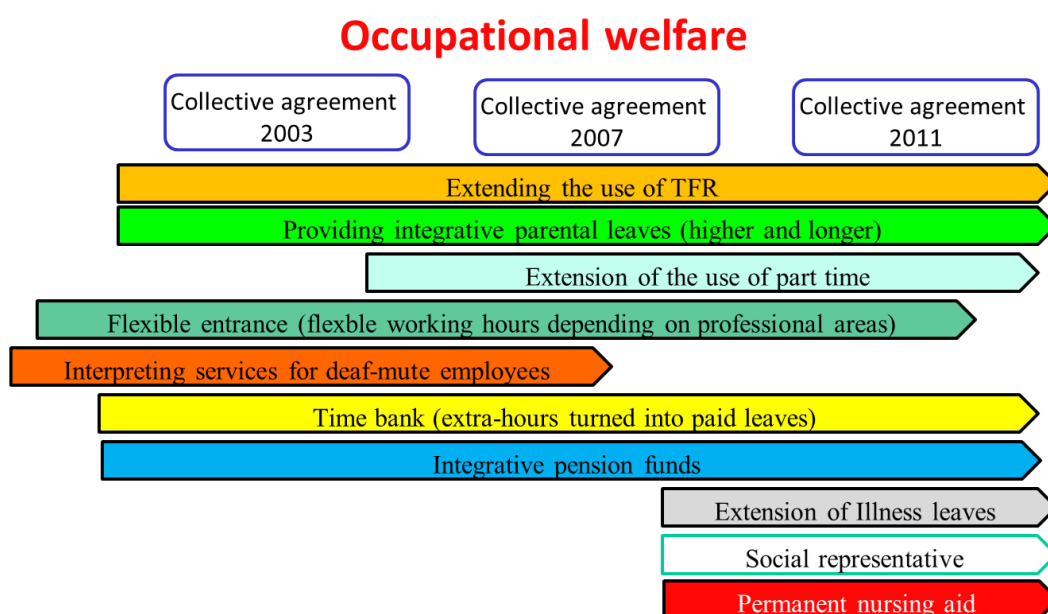 Occupational welfare
Collective agreement
2003
Collective agreement
2007
Collective agreement
2011
Extending the use of TFR
Providing integrative parental leaves (higher and longer)
Extension of the use of part time
Flexible entrance (flexble working hours depending on professional areas)
Interpreting services for deaf-mute employees
Time bank (extra-hours turned into paid leaves)
Integrative pension funds
Extension of Illness leaves
Social representative
Permanent nursing aid